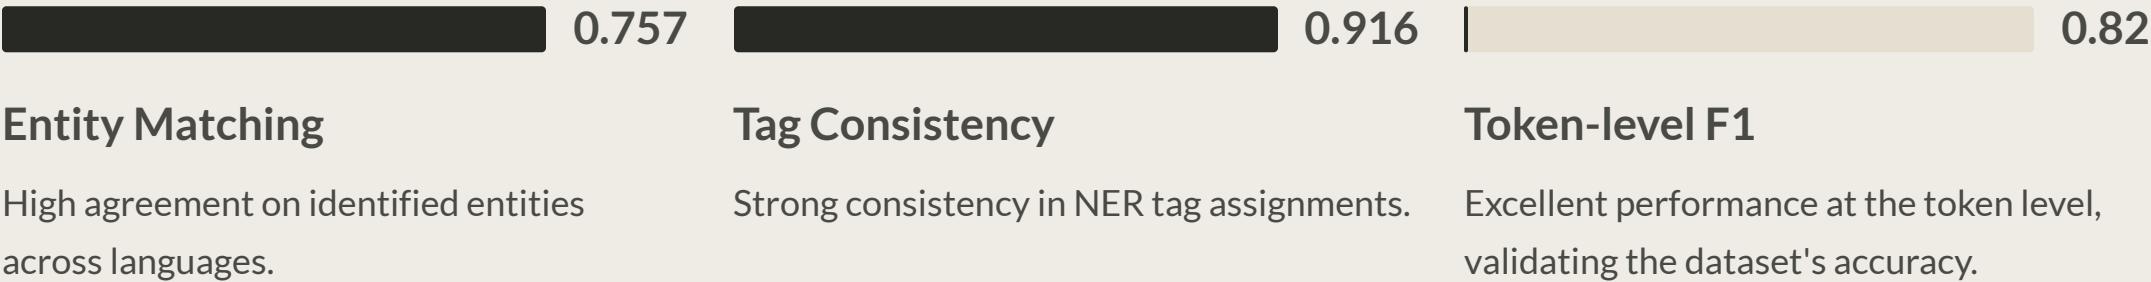 0.757
Entity Matching
High agreement on identified entities
across languages.
0.916
Tag Consistency
Strong consistency in NER tag assignments.
0.82
Token-level F1
Excellent performance at the token level,
validating the dataset's accuracy.